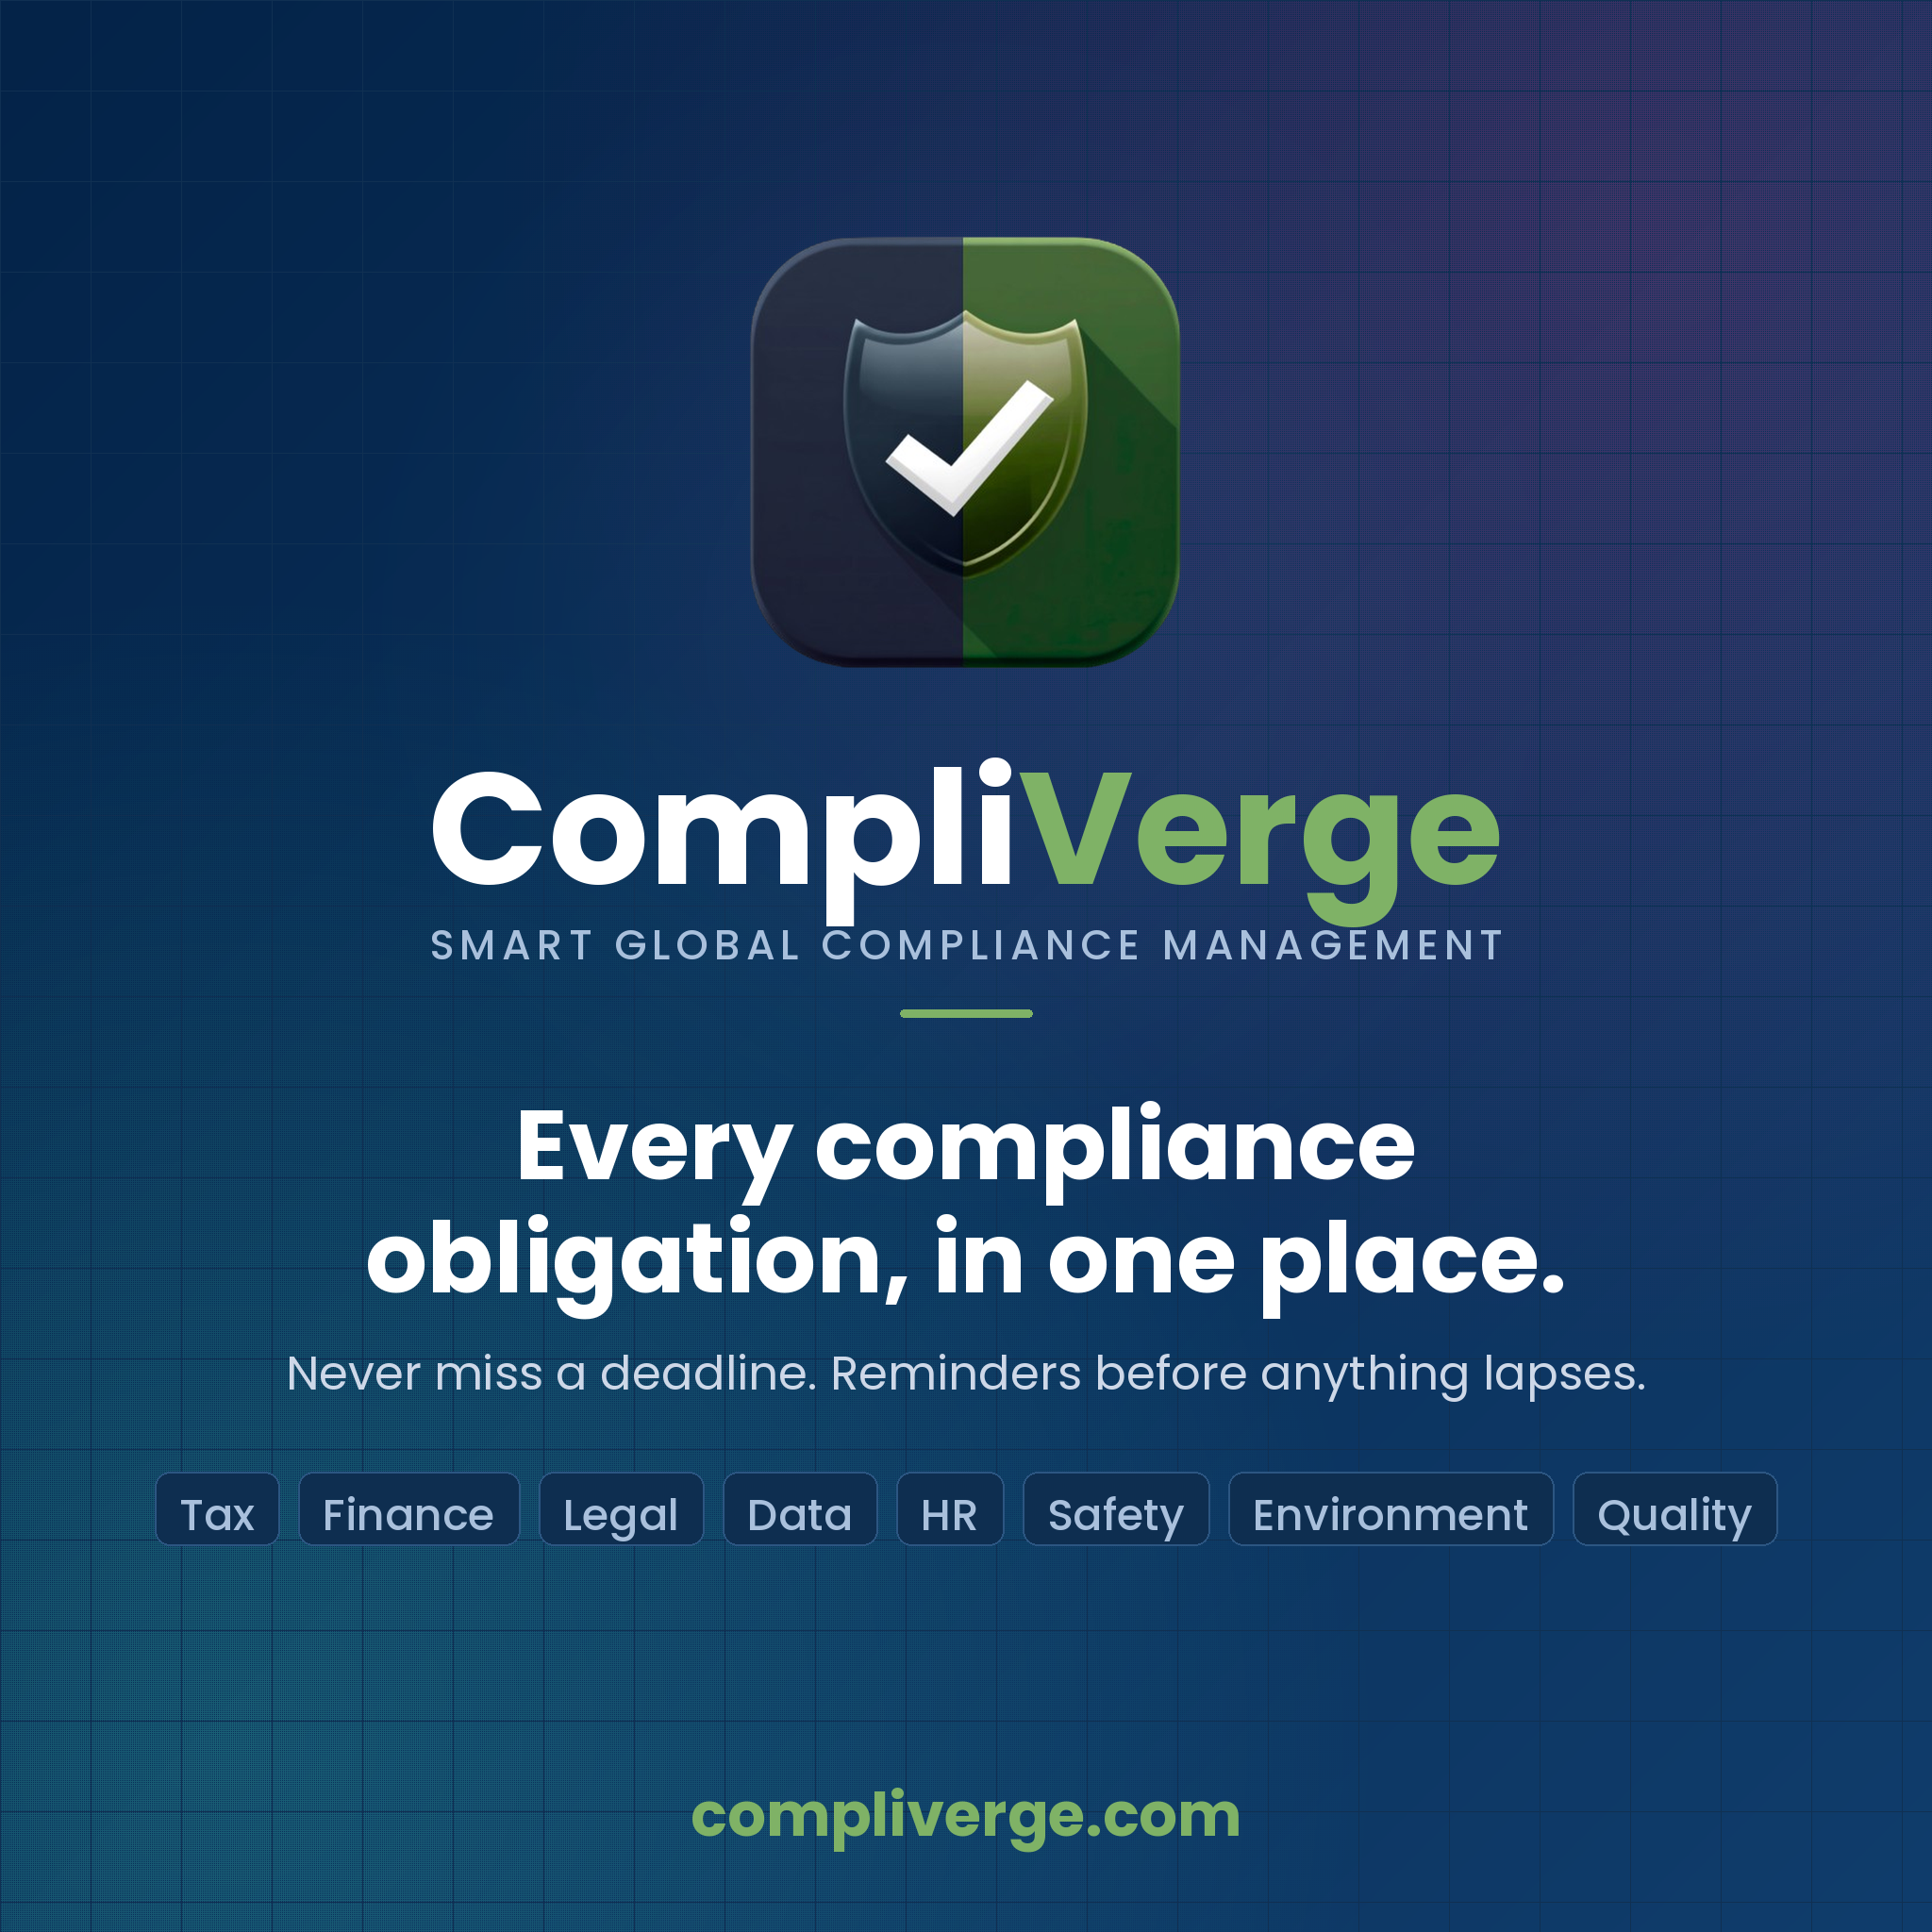 CompliVerge
SMART GLOBAL COMPLIANCE MANAGEMENT
Every compliance
obligation, in one place.
Never miss a deadline. Reminders before anything lapses.
Tax Finance Legal Data HR Safety Environment Quality
compliverge.com